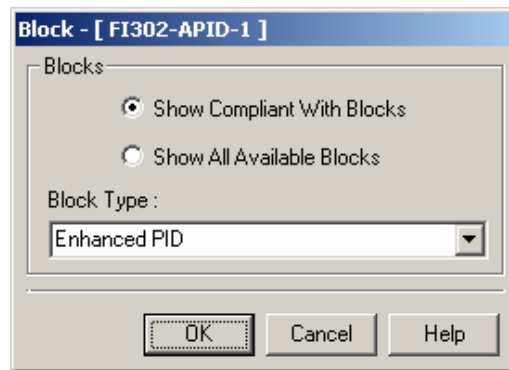 Block - [ FI302-APID-1 ]
Blocks
Show Compliant With Blocks
Show All Available Blocks
Block Type :
Enhanced PID
OK Cancel Help